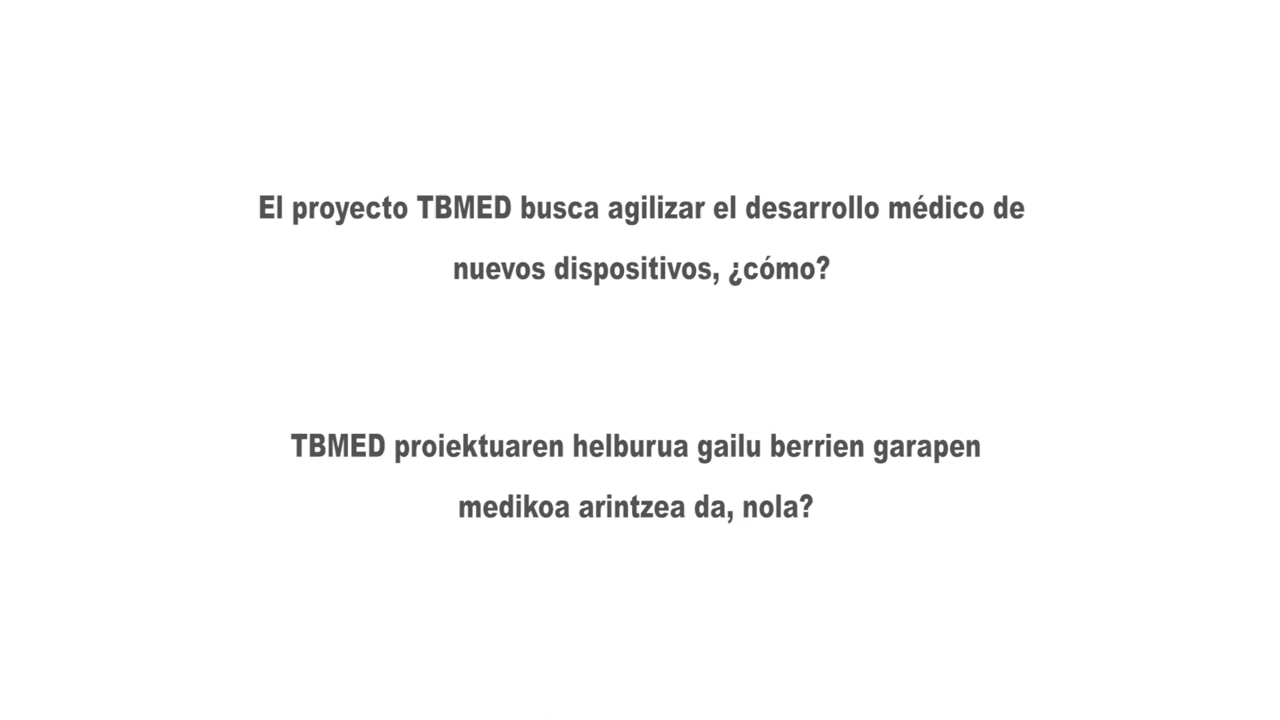 El proyecto TBMED busca agilizar el desarrollo médico de
nuevos dispositivos, ¿cómo?
TBMED proiektuaren helburua gailu berrien garapen
medikoa arintzea da, nola?